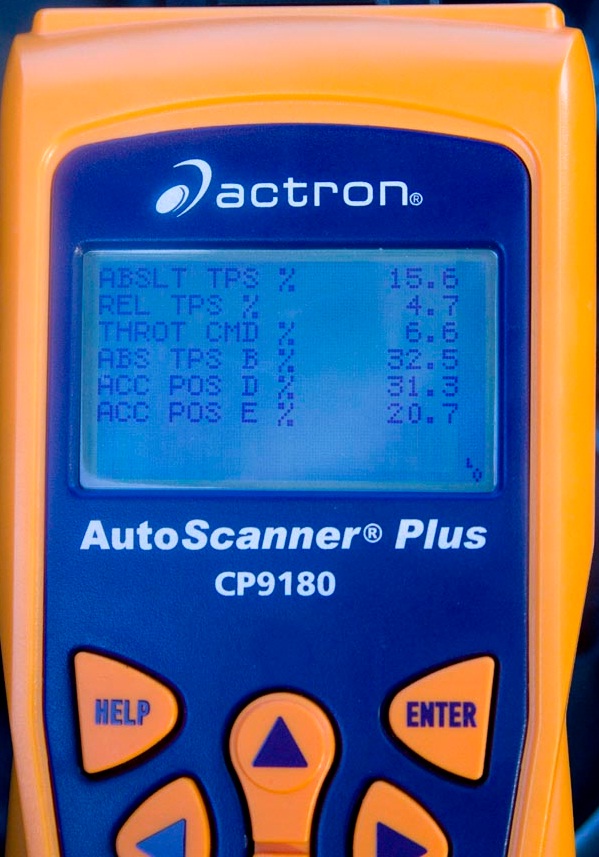 actron®
ABSLT TPS % 15.6
REL TPS % 4.7
THROT CMD % 6.6
ABS TPS B % 32.5
ACC POS D % 31.3
ACC POS E % 20.7
LO
AutoScanner® Plus
CP9180
HELP
ENTER